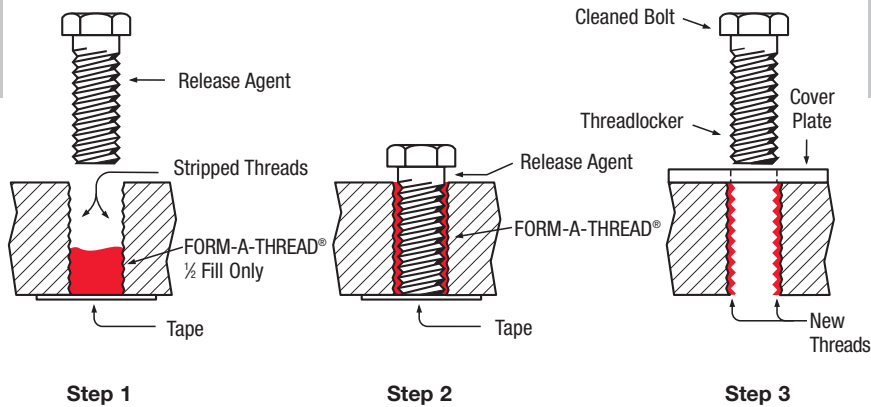 Release Agent
Stripped Threads
FORM-A-THREAD®
½ Fill Only
Tape
Step 1
Release Agent
FORM-A-THREAD®
Tape
Step 2
Cleaned Bolt
Cover
Plate
Threadlocker
New
Threads
Step 3